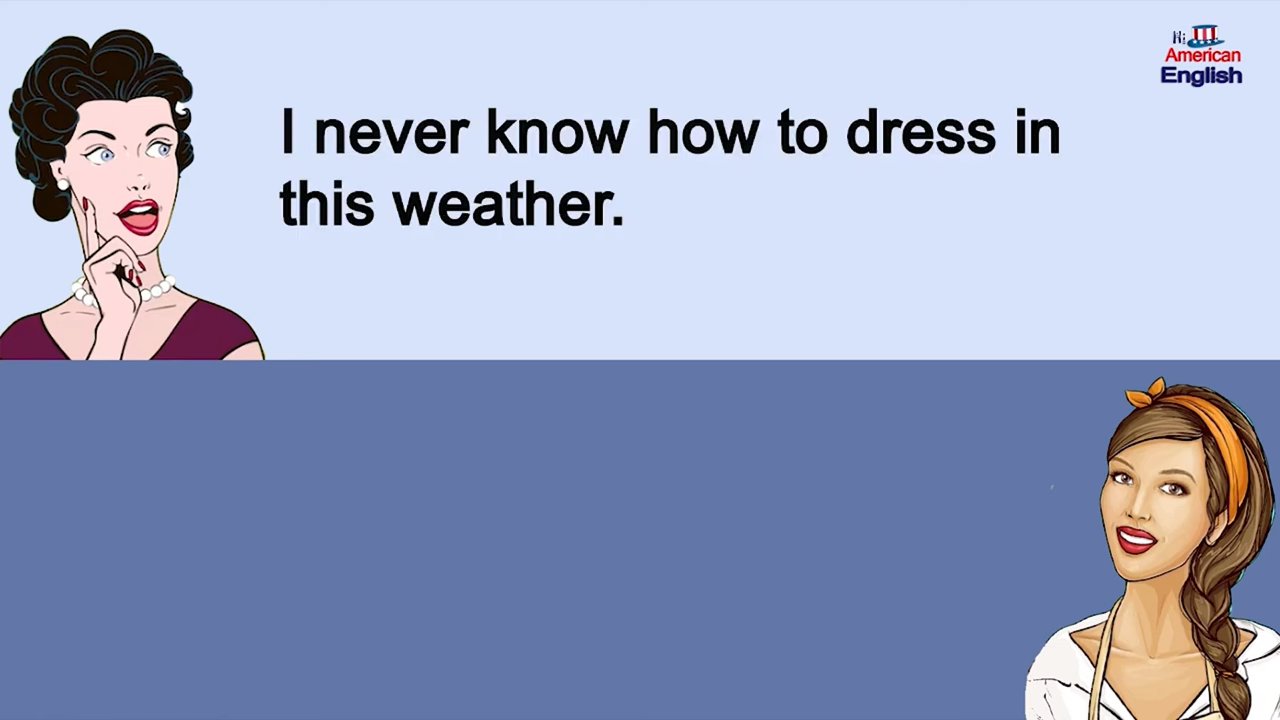 Hi
American
English
I never know how to dress in
this weather.